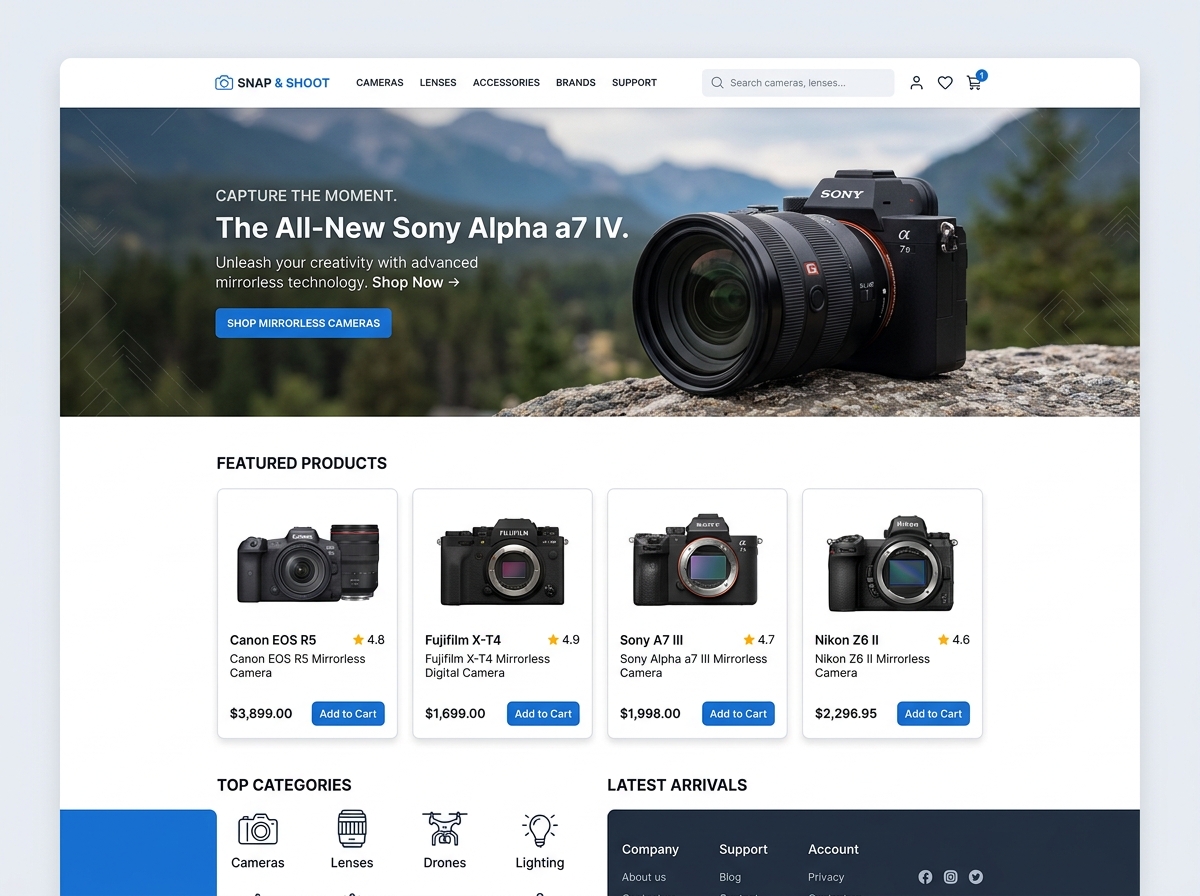 SNAP & SHOOT
CAMERAS LENSES ACCESSORIES BRANDS SUPPORT
Search cameras, lenses...
1
CAPTURE THE MOMENT.
The All-New Sony Alpha a7 IV.
Unleash your creativity with advanced
mirrorless technology. Shop Now →
SHOP MIRRORLESS CAMERAS
SONY
α
G
FEATURED PRODUCTS
FUJIFILM
Nikon
Canon EOS R5 4.8
Canon EOS R5 Mirrorless
Camera
$3,899.00 Add to Cart
Fujifilm X-T4 4.9
Fujifilm X-T4 Mirrorless
Digital Camera
$1,699.00 Add to Cart
Sony A7 III 4.7
Sony Alpha a7 III Mirrorless
Camera
$1,998.00 Add to Cart
Nikon Z6 II 4.6
Nikon Z6 II Mirrorless
Camera
$2,296.95 Add to Cart
TOP CATEGORIES
Cameras Lenses Drones Lighting
LATEST ARRIVALS
Company Support Account
About us Blog Privacy